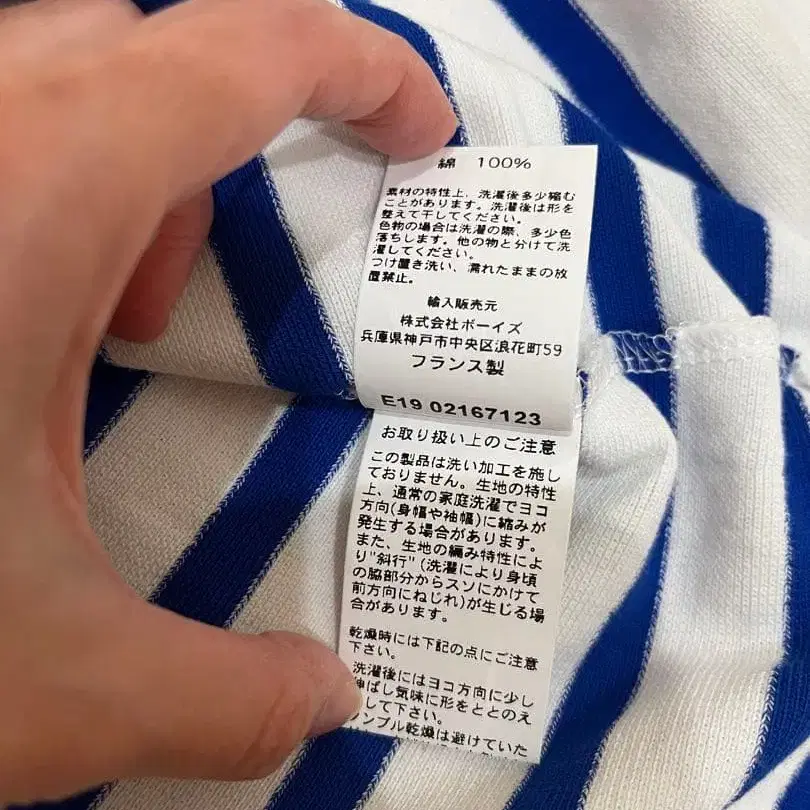 綿 100%
素材の特性上、洗濯後多少縮む
ことがあります。洗濯後は形を
整えて干してください。
色物の場合は洗濯の際、多少色
落ちします。他の物と分けて洗
濯してください。
つけ置き洗い、濡れたままの放
置禁止。
輸入販売元
株式会社ボーイズ
兵庫県神戸市中央区浪花町59
フランス製
E19 02167123
お取り扱い上のご注意
この製品は洗い加工を施し
ておりません。生地の特性
上、通常の家庭洗濯でヨコ
方向(身幅や袖幅)に縮みが
発生する場合があります。
また、生地の編み特性によ
り"斜行"(洗濯により身頃
の脇部分からスソにかけて
前方向にねじれ)が生じる場
合があります。
乾燥時には下記の点にご注意
下さい。
洗濯後にはヨコ方向に少し
伸ばし気味に形をととのえ
して下さい。
ンブル乾燥は避けていた